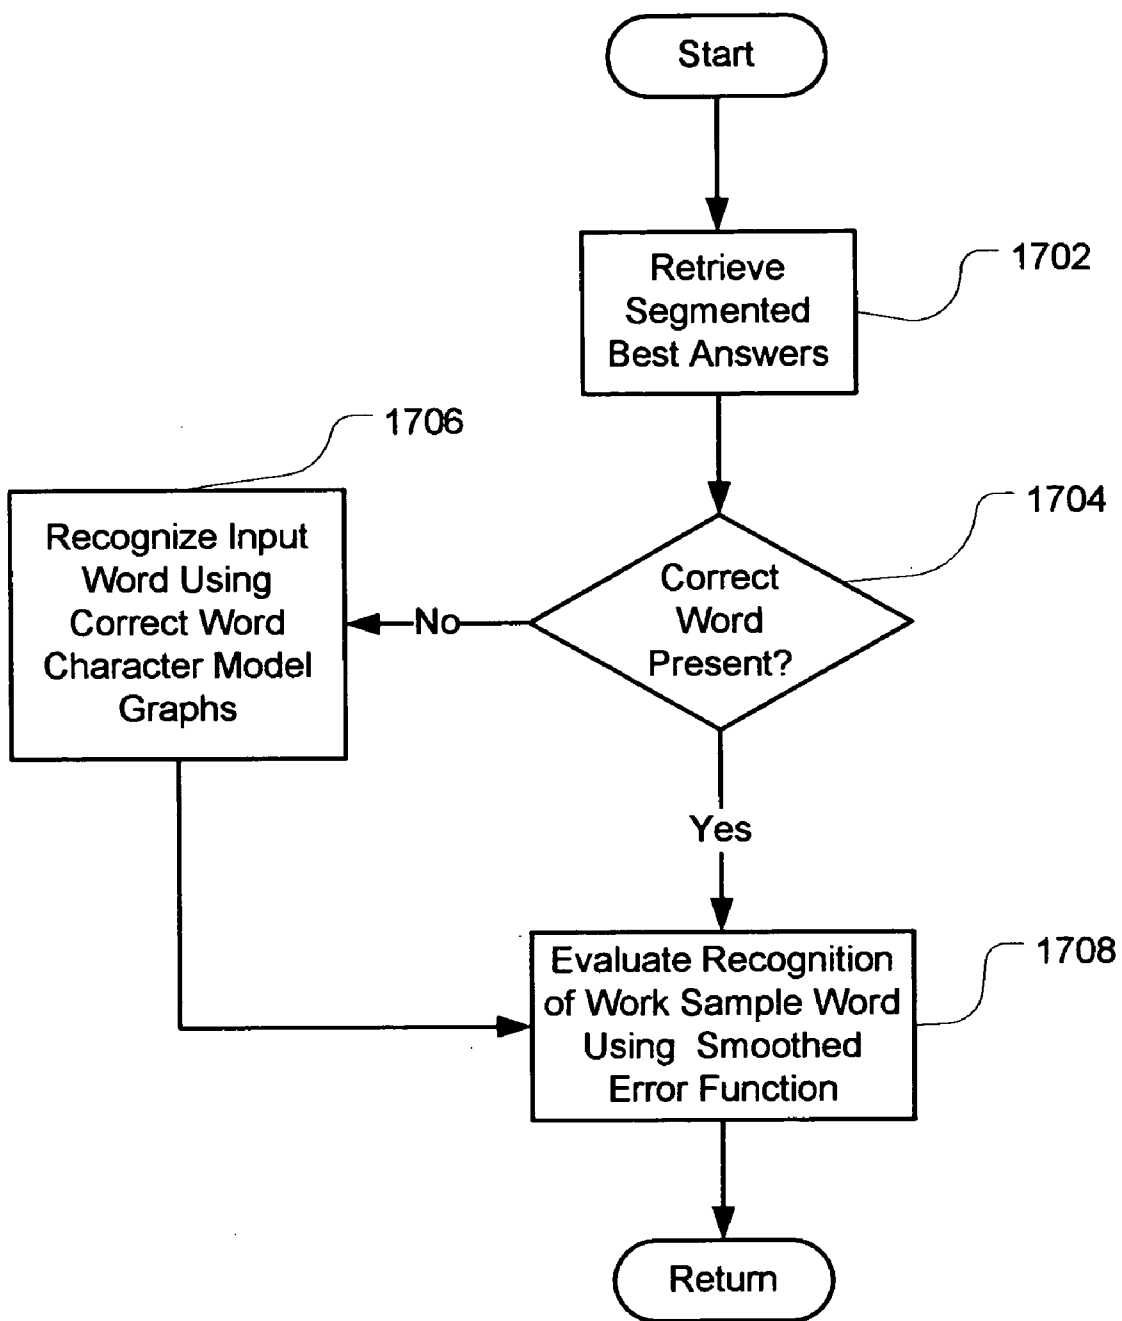 Start
Retrieve
Segmented
Best Answers
1702
1706
1704
Recognize Input
Word Using
Correct Word
Character Model
Graphs
No
Correct
Word
Present?
Yes
Evaluate Recognition
of Work Sample Word
Using Smoothed
Error Function
1708
Return